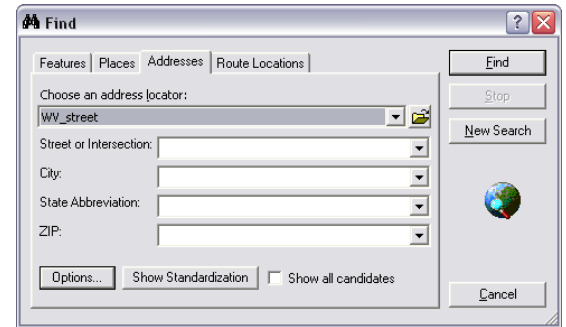 Find
Features Places Addresses Route Locations
Find
Choose an address locator:
Stop
WV_street
New Search
Street or Intersection:
City:
State Abbreviation:
ZIP:
Options... Show Standardization Show all candidates
Cancel